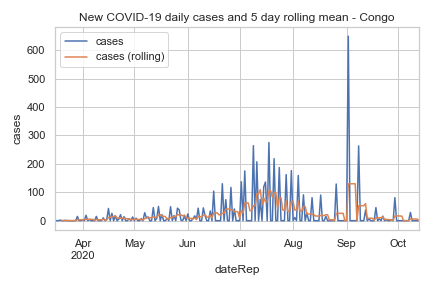 New COVID-19 daily cases and 5 day rolling mean - Congo
cases
cases (rolling)
600
500
400
300
200
100
0
cases
Apr
2020
May
Jun
Jul
Aug
Sep
Oct
dateRep